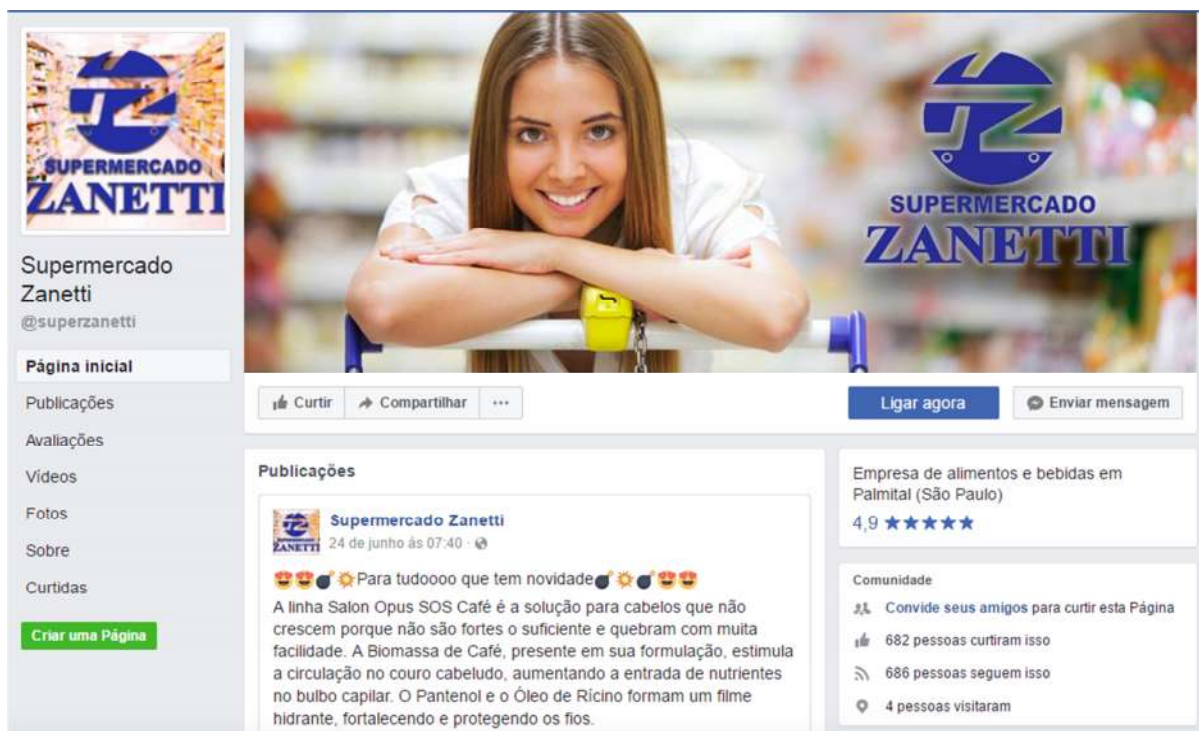 SUPERMERCADO
ZANETTI
Supermercado
Zanetti
@superzanetti
Página inicial
Publicações
Avaliações
Vídeos
Fotos
Sobre
Curtidas
Criar uma Página
SUPERMERCADO
ZANETTI
Curtir
Compartilhar
Ligar agora
Enviar mensagem
Publicações
ZANETTI
Supermercado Zanetti
24 de junho às 07:40 ·
Para tudoooo que tem novidade
A linha Salon Opus SOS Café é a solução para cabelos que não
crescem porque não são fortes o suficiente e quebram com muita
facilidade. A Biomassa de Café, presente em sua formulação, estimula
a circulação no couro cabeludo, aumentando a entrada de nutrientes
no bulbo capilar. O Pantenol e o Óleo de Rícino formam um filme
hidrante, fortalecendo e protegendo os fios.
Empresa de alimentos e bebidas em
Palmital (São Paulo)
4,9 ★★★★★
Comunidade
Convide seus amigos para curtir esta Página
682 pessoas curtiram isso
686 pessoas seguem isso
4 pessoas visitaram